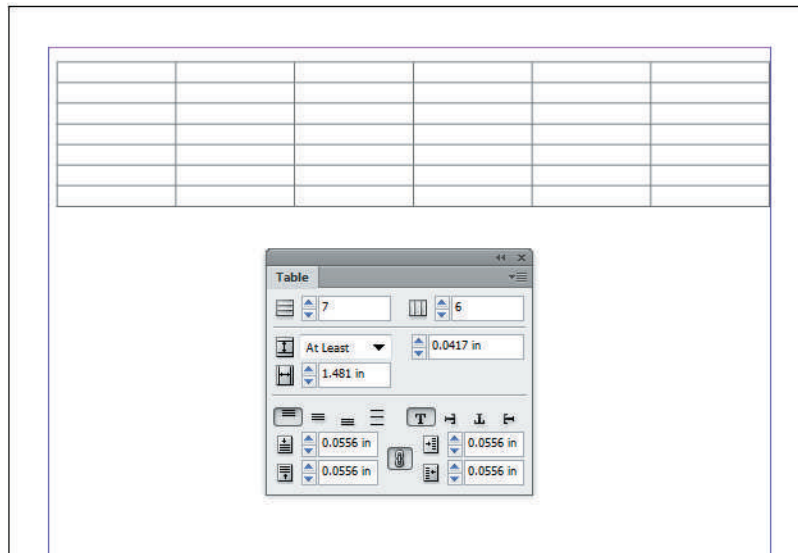 Table
7 6
At Least 0.0417 in
1.481 in
T T T T
0.0556 in 0.0556 in
0.0556 in 0.0556 in